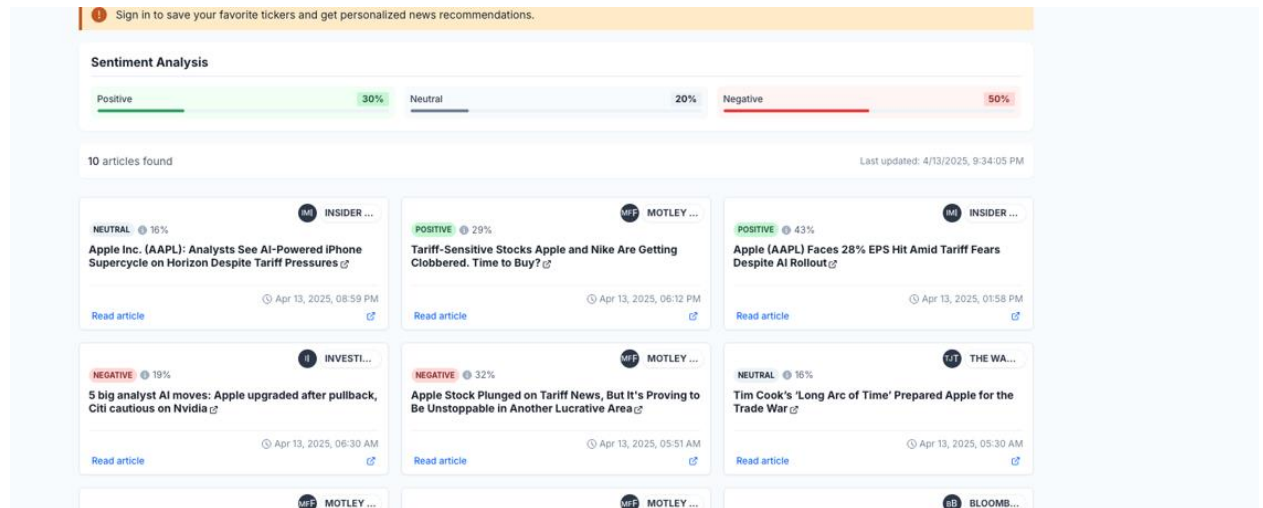 Sign in to save your favorite tickers and get personalized news recommendations.
Sentiment Analysis
Positive 30% Neutral 20% Negative 50%
10 articles found Last updated: 4/13/2025, 9:34:05 PM
IM INSIDER ...
NEUTRAL 16%
Apple Inc. (AAPL): Analysts See AI-Powered iPhone
Supercycle on Horizon Despite Tariff Pressures
Apr 13, 2025, 08:59 PM
Read article
MFF MOTLEY ...
POSITIVE 29%
Tariff-Sensitive Stocks Apple and Nike Are Getting
Clobbered. Time to Buy?
Apr 13, 2025, 06:12 PM
Read article
IM INSIDER ...
POSITIVE 43%
Apple (AAPL) Faces 28% EPS Hit Amid Tariff Fears
Despite AI Rollout
Apr 13, 2025, 01:58 PM
Read article
INVESTI...
NEGATIVE 19%
5 big analyst AI moves: Apple upgraded after pullback,
Citi cautious on Nvidia
Apr 13, 2025, 06:30 AM
Read article
MFF MOTLEY ...
NEGATIVE 32%
Apple Stock Plunged on Tariff News, But It's Proving to
Be Unstoppable in Another Lucrative Area
Apr 13, 2025, 05:51 AM
Read article
TJT THE WA...
NEUTRAL 16%
Tim Cook's ‘Long Arc of Time’ Prepared Apple for the
Trade War
Apr 13, 2025, 05:30 AM
Read article
MFF MOTLEY ...
MFF MOTLEY ...
BB BLOOMB...